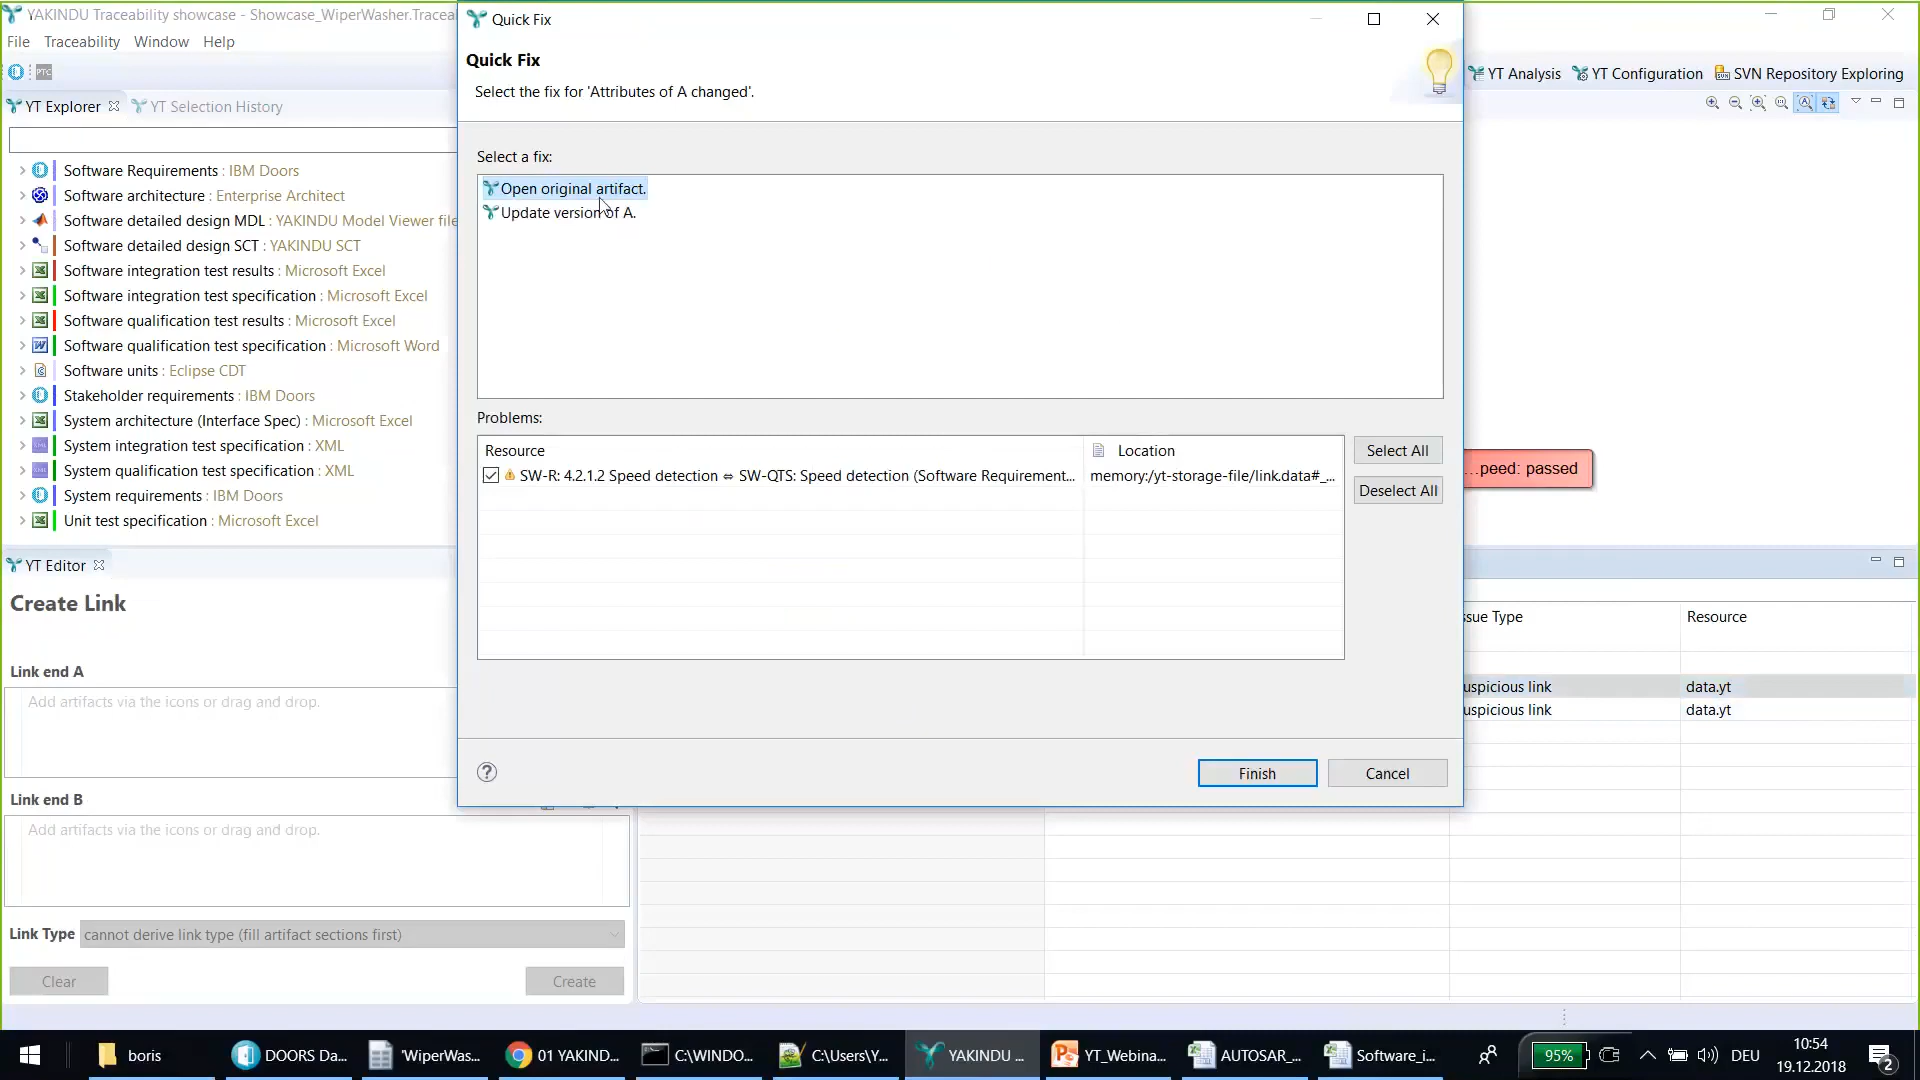 YAKINDU Traceability showcase - Showcase_WiperWasher.Tracea
File Traceability Window Help
PTC
YT Explorer
YT Selection History
Software Requirements : IBM Doors
Software architecture : Enterprise Architect
Software detailed design MDL : YAKINDU Model Viewer file
Software detailed design SCT : YAKINDU SCT
Software integration test results : Microsoft Excel
Software integration test specification : Microsoft Excel
Software qualification test results : Microsoft Excel
Software qualification test specification : Microsoft Word
Software units : Eclipse CDT
Stakeholder requirements : IBM Doors
System architecture (Interface Spec) : Microsoft Excel
System integration test specification : XML
System qualification test specification : XML
System requirements : IBM Doors
Unit test specification : Microsoft Excel
YT Editor
Create Link
Link end A
Add artifacts via the icons or drag and drop.
Link end B
Add artifacts via the icons or drag and drop.
Link Type cannot derive link type (fill artifact sections first)
Clear Create
Quick Fix
Quick Fix
Select the fix for 'Attributes of A changed'.
Select a fix:
Open original artifact.
Update version of A.
Problems:
Resource Location
SW-R: 4.2.1.2 Speed detection ⇔ SW-QTS: Speed detection (Software Requirement... memory:/yt-storage-file/link.data#_...
Select All
Deselect All
Finish Cancel
YT Analysis YT Configuration SVN Repository Exploring
...peed: passed
ssue Type Resource
uspicious link data.yt
uspicious link data.yt
boris
DOORS Da...
'WiperWas...
01 YAKIND...
C:\WINDO...
C:\Users\Y...
YAKINDU ...
YT_Webina...
AUTOSAR_...
Software_i...
95%
DEU
10:54
19.12.2018
2